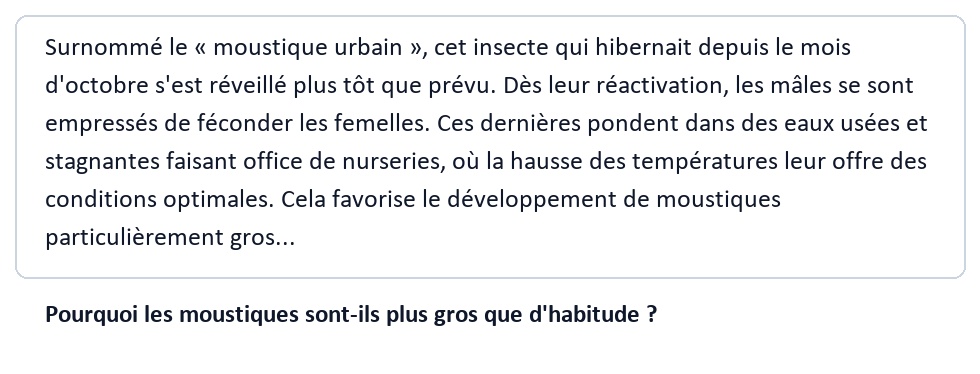 Surnommé le « moustique urbain », cet insecte qui hibernait depuis le mois
d'octobre s'est réveillé plus tôt que prévu. Dès leur réactivation, les mâles se sont
empressés de féconder les femelles. Ces dernières pondent dans des eaux usées et
stagnantes faisant office de nurseries, où la hausse des températures leur offre des
conditions optimales. Cela favorise le développement de moustiques
particulièrement gros...
Pourquoi les moustiques sont-ils plus gros que d'habitude ?